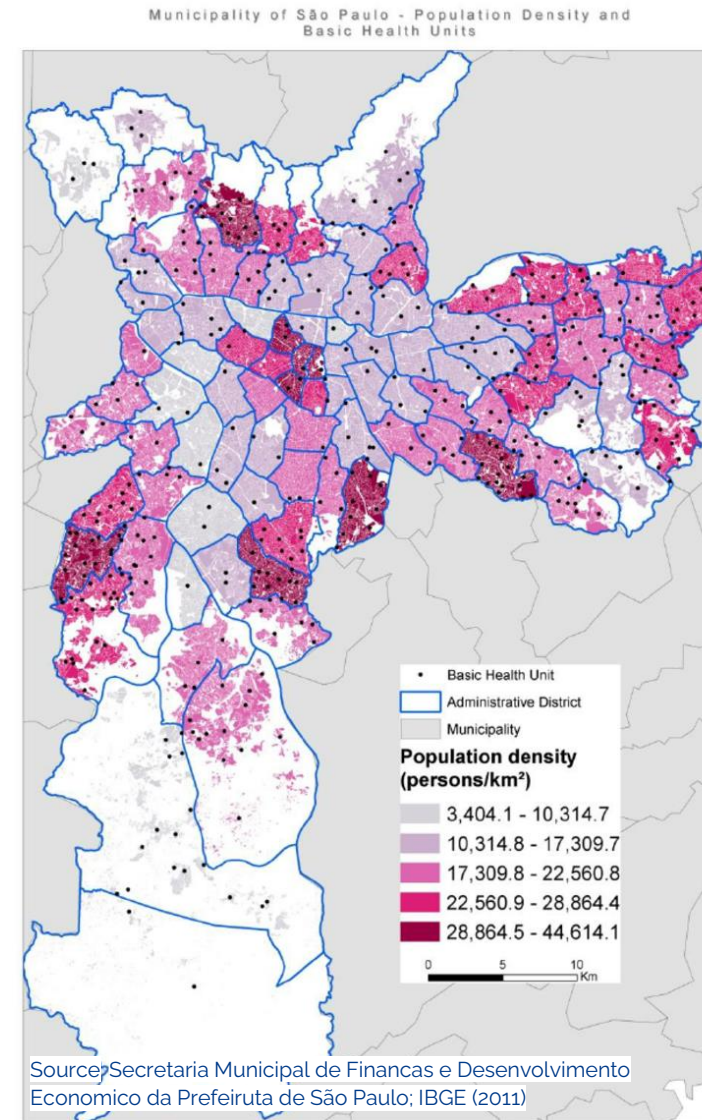 Municipality of São Paulo - Population Density and
Basic Health Units
Basic Health Unit
Administrative District
Municipality
Population density
(persons/km²)
3,404.1 - 10,314.7
10,314.8 - 17,309.7
17,309.8 - 22,560.8
22,560.9 - 28,864.4
28,864.5 - 44,614.1
0 5 10
Km
Source: Secretaria Municipal de Financas e Desenvolvimento
Economico da Prefeiruta de São Paulo; IBGE (2011)